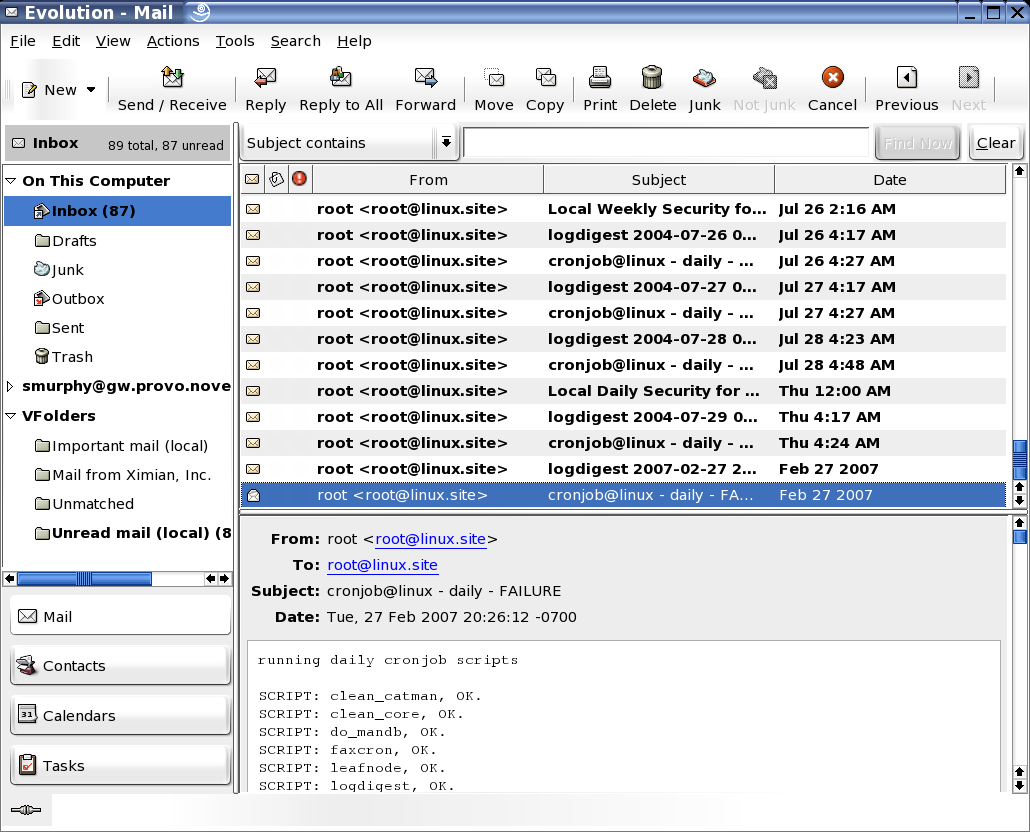 Evolution - Mail
File Edit View Actions Tools Search Help
New Send / Receive Reply Reply to All Forward Move Copy Print Delete Junk Not Junk Cancel Previous Next
Inbox 89 total, 87 unread
Subject contains Find Now Clear
On This Computer
Inbox (87)
Drafts
Junk
Outbox
Sent
Trash
smurphy@gw.provo.nove
VFolders
Important mail (local)
Mail from Ximian, Inc.
Unmatched
Unread mail (local) (8
Mail
Contacts
31 Calendars
Tasks
From Subject Date
root <root@linux.site> Local Weekly Security fo... Jul 26 2:16 AM
root <root@linux.site> logdigest 2004-07-26 0... Jul 26 4:17 AM
root <root@linux.site> cronjob@linux - daily - ... Jul 26 4:27 AM
root <root@linux.site> logdigest 2004-07-27 0... Jul 27 4:17 AM
root <root@linux.site> cronjob@linux - daily - ... Jul 27 4:27 AM
root <root@linux.site> logdigest 2004-07-28 0... Jul 28 4:23 AM
root <root@linux.site> cronjob@linux - daily - ... Jul 28 4:48 AM
root <root@linux.site> Local Daily Security for ... Thu 12:00 AM
root <root@linux.site> logdigest 2004-07-29 0... Thu 4:17 AM
root <root@linux.site> cronjob@linux - daily - ... Thu 4:24 AM
root <root@linux.site> logdigest 2007-02-27 2... Feb 27 2007
root <root@linux.site> cronjob@linux - daily - FA... Feb 27 2007
From: root <root@linux.site>
To: root@linux.site
Subject: cronjob@linux - daily - FAILURE
Date: Tue, 27 Feb 2007 20:26:12 -0700
running daily cronjob scripts
SCRIPT: clean_catman, OK.
SCRIPT: clean_core, OK.
SCRIPT: do_mandb, OK.
SCRIPT: faxcron, OK.
SCRIPT: leafnode, OK.
SCRIPT: logdigest, OK.